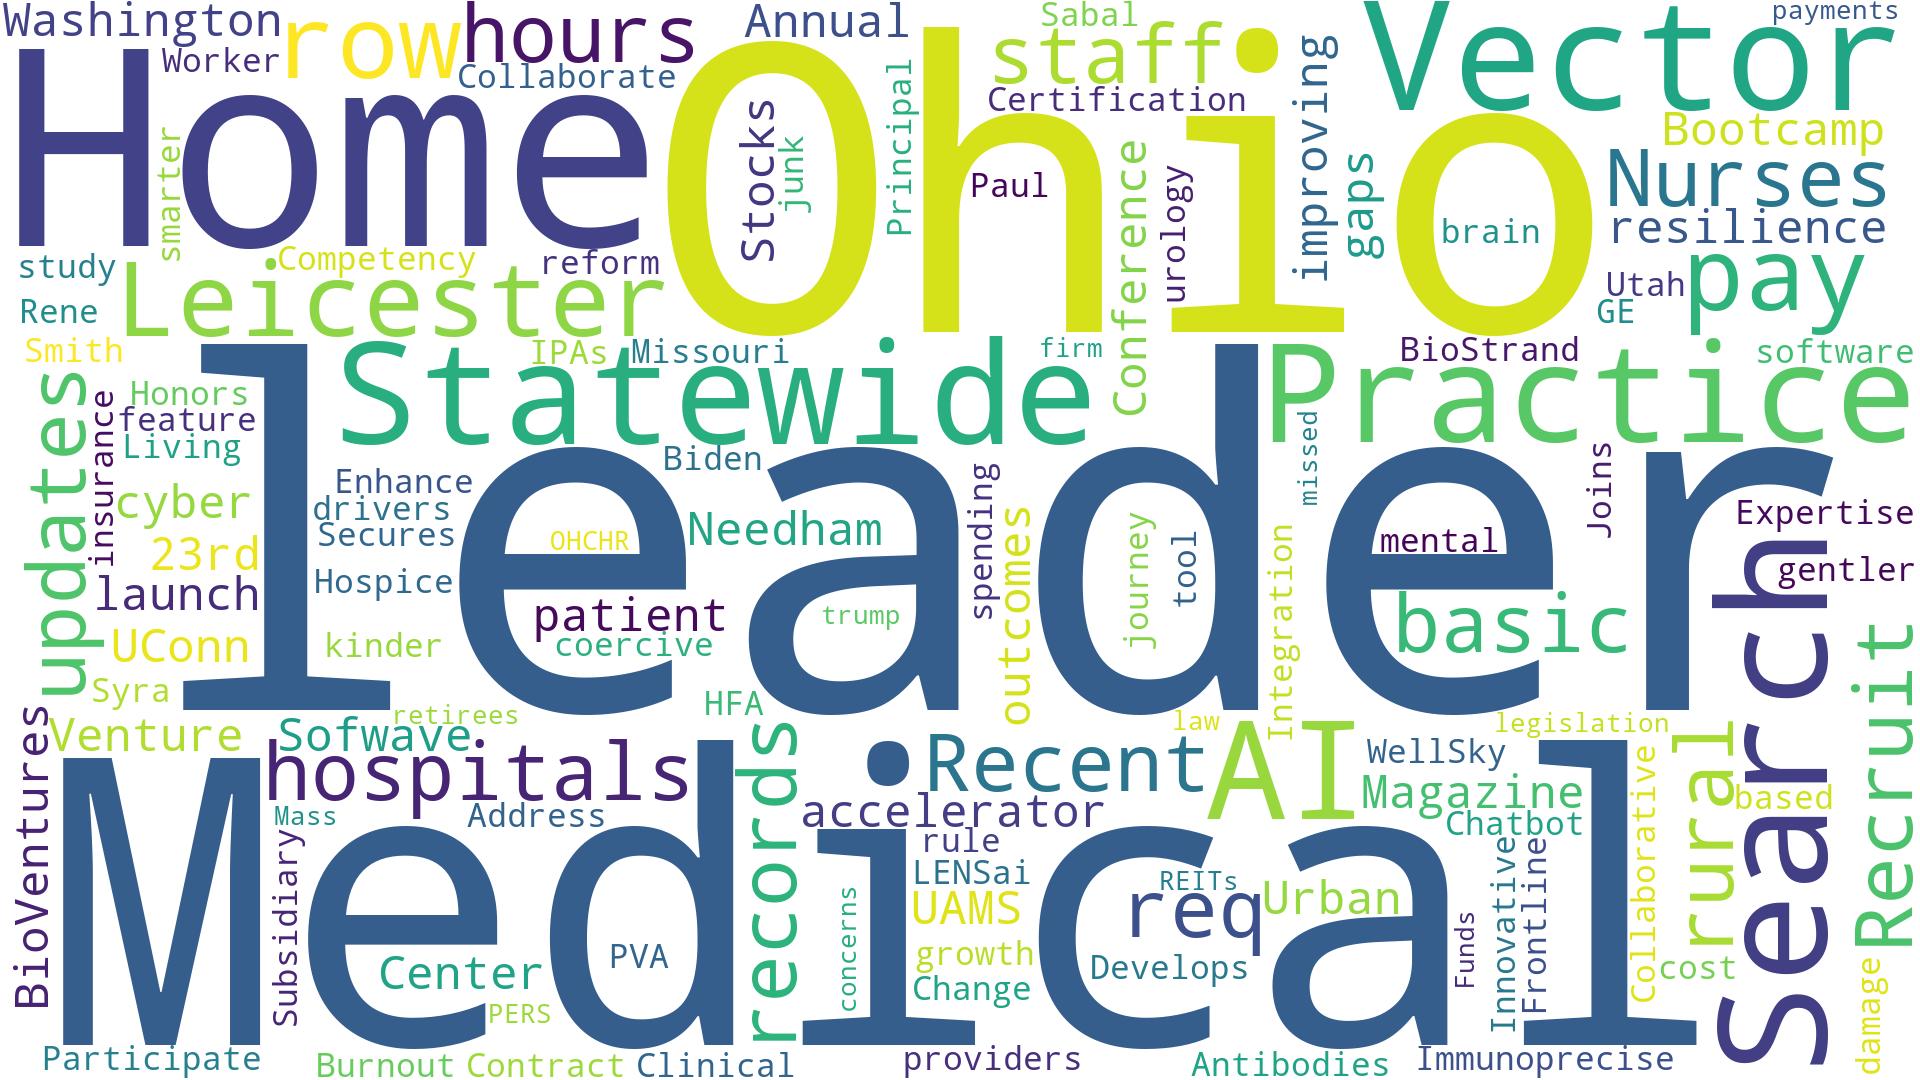 Washington
row
hours
Annual
Sabal
staff
Vector
payments
Worker
Collaborate
Home
Ohio
Stocks
junk
Principal
Certification
improving
Bootcamp
smarter
Paul
Conference
urology
gaps
Nurses
brain
resilience
study
Competency
reform
Utah
pay
Rene
Leicester
GE
Smith
IPAs
Missouri
firm
BioStrand
software
Statewide
Practice
updates
insurance
Honors
feature
Living
leader
Biden
missed
Joins
cyber
Enhance
drivers
Secures
spending
outcomes
Expertise
23rd
OHCHR
Needham
journey
tool
Integration
mental
launch
Hospice
gentler
patient
trump
basic
search
UConn
kinder
coercive
Recruit
Syra
HFA
retirees
law
legislation
BioVentures
Venture
Sofwave
records
Recent
AI
WellSky
rural
hospitals
Magazine
Collaborative
based
Medical
Mass
Address
accelerator
Chatbot
Subsidiary
rule
LENSai
REITs
Innovative
Frontline
concerns
UAMS
req
Urban
Funds
Center
PVA
growth
Develops
cost
Change
damage
PERS
Participate
Burnout
Contract
Clinical
providers
Antibodies
Immunoprecise